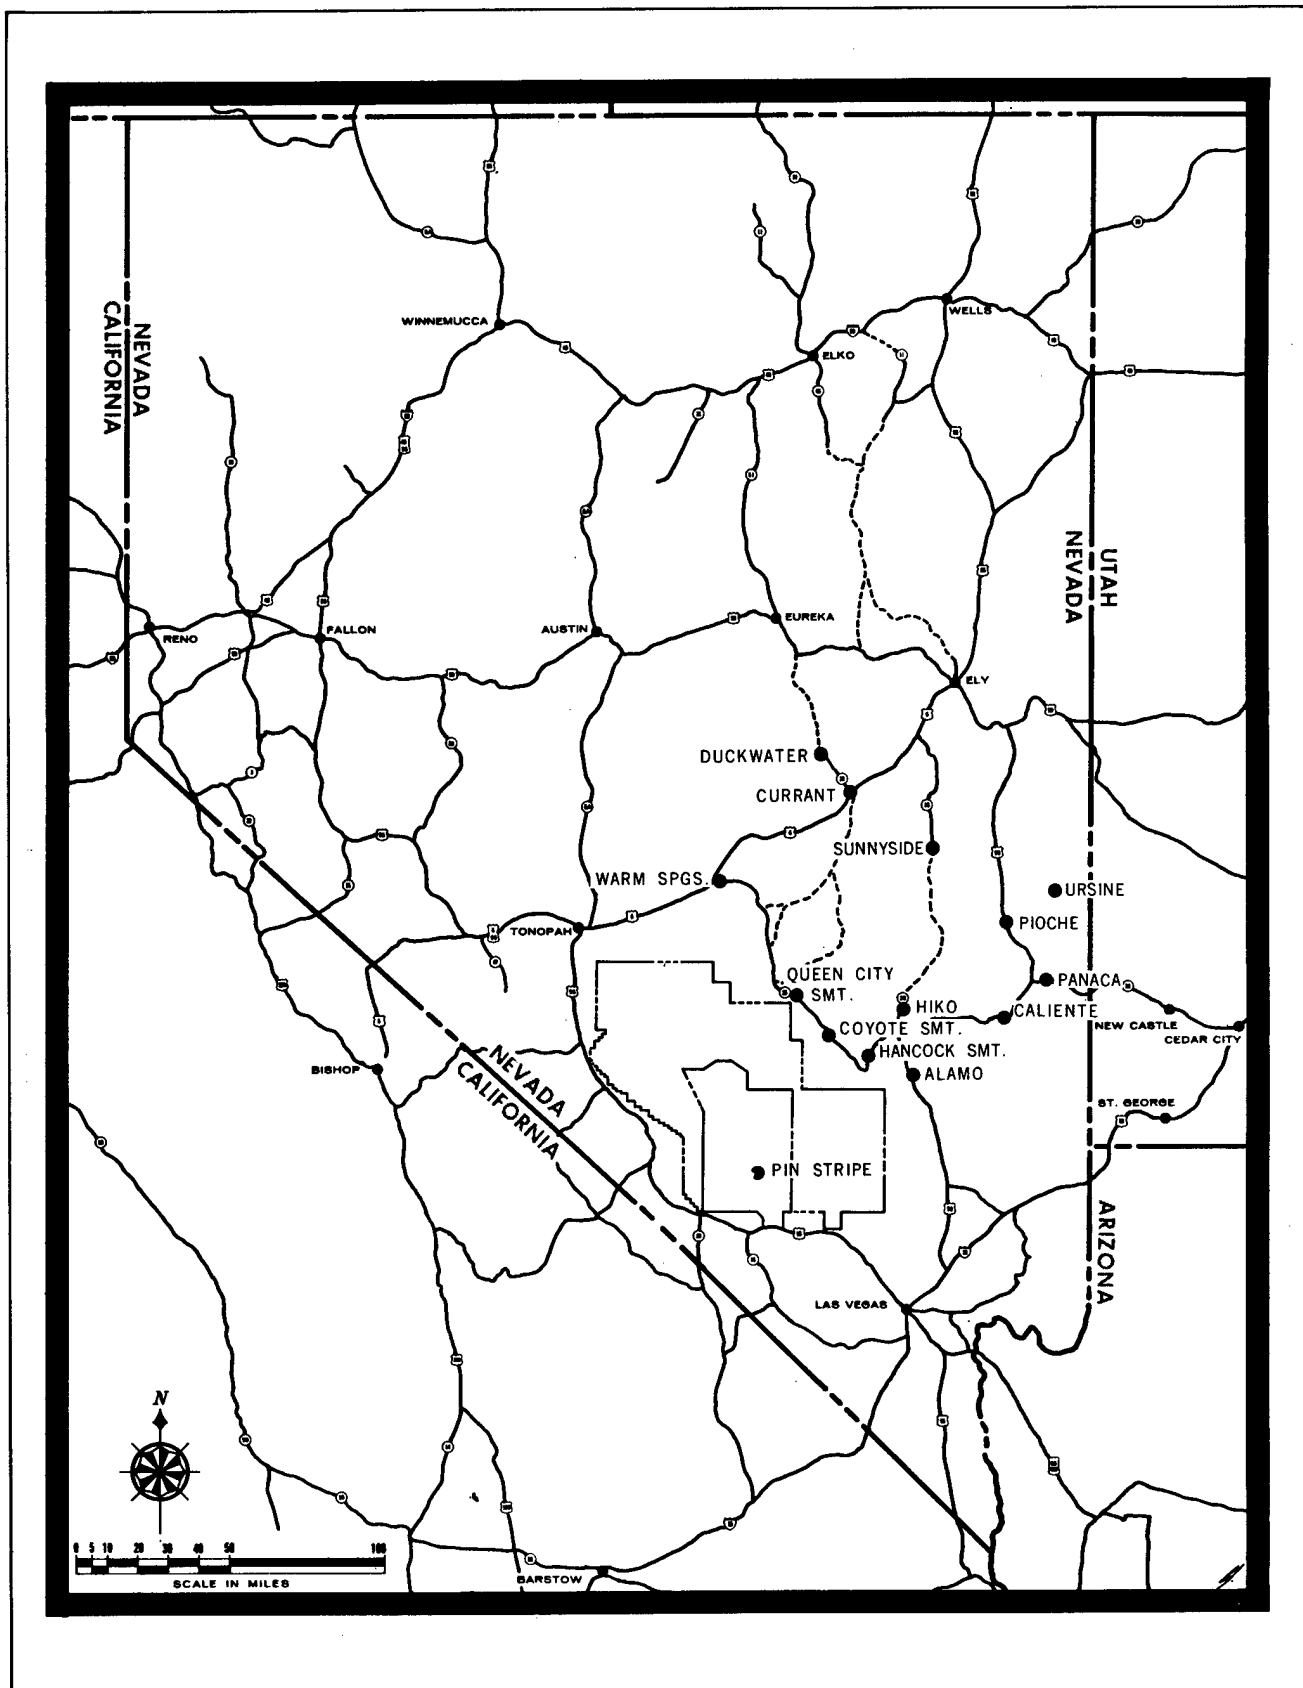 WINNEMUCCA
WELLS
ELKO
NEVADA
CALIFORNIA
UTAH
NEVADA
RENO
FALLON
AUSTIN
EUREKA
ELY
DUCKWATER
CURRANT
SUNNYSIDE
WARM SPGS.
URSINE
PIOCHE
TONOPAH
PANACA
QUEEN CITY
SMT.
HIKO
CALIENTE
NEW CASTLE
CEDAR CITY
COYOTE SMT.
HANCOCK SMT.
ALAMO
BISHOP
NEVADA
CALIFORNIA
ST. GEORGE
PIN STRIPE
ARIZONA
LAS VEGAS
N
0 5 10 20 30 40 50 100
SCALE IN MILES
BARSTOW